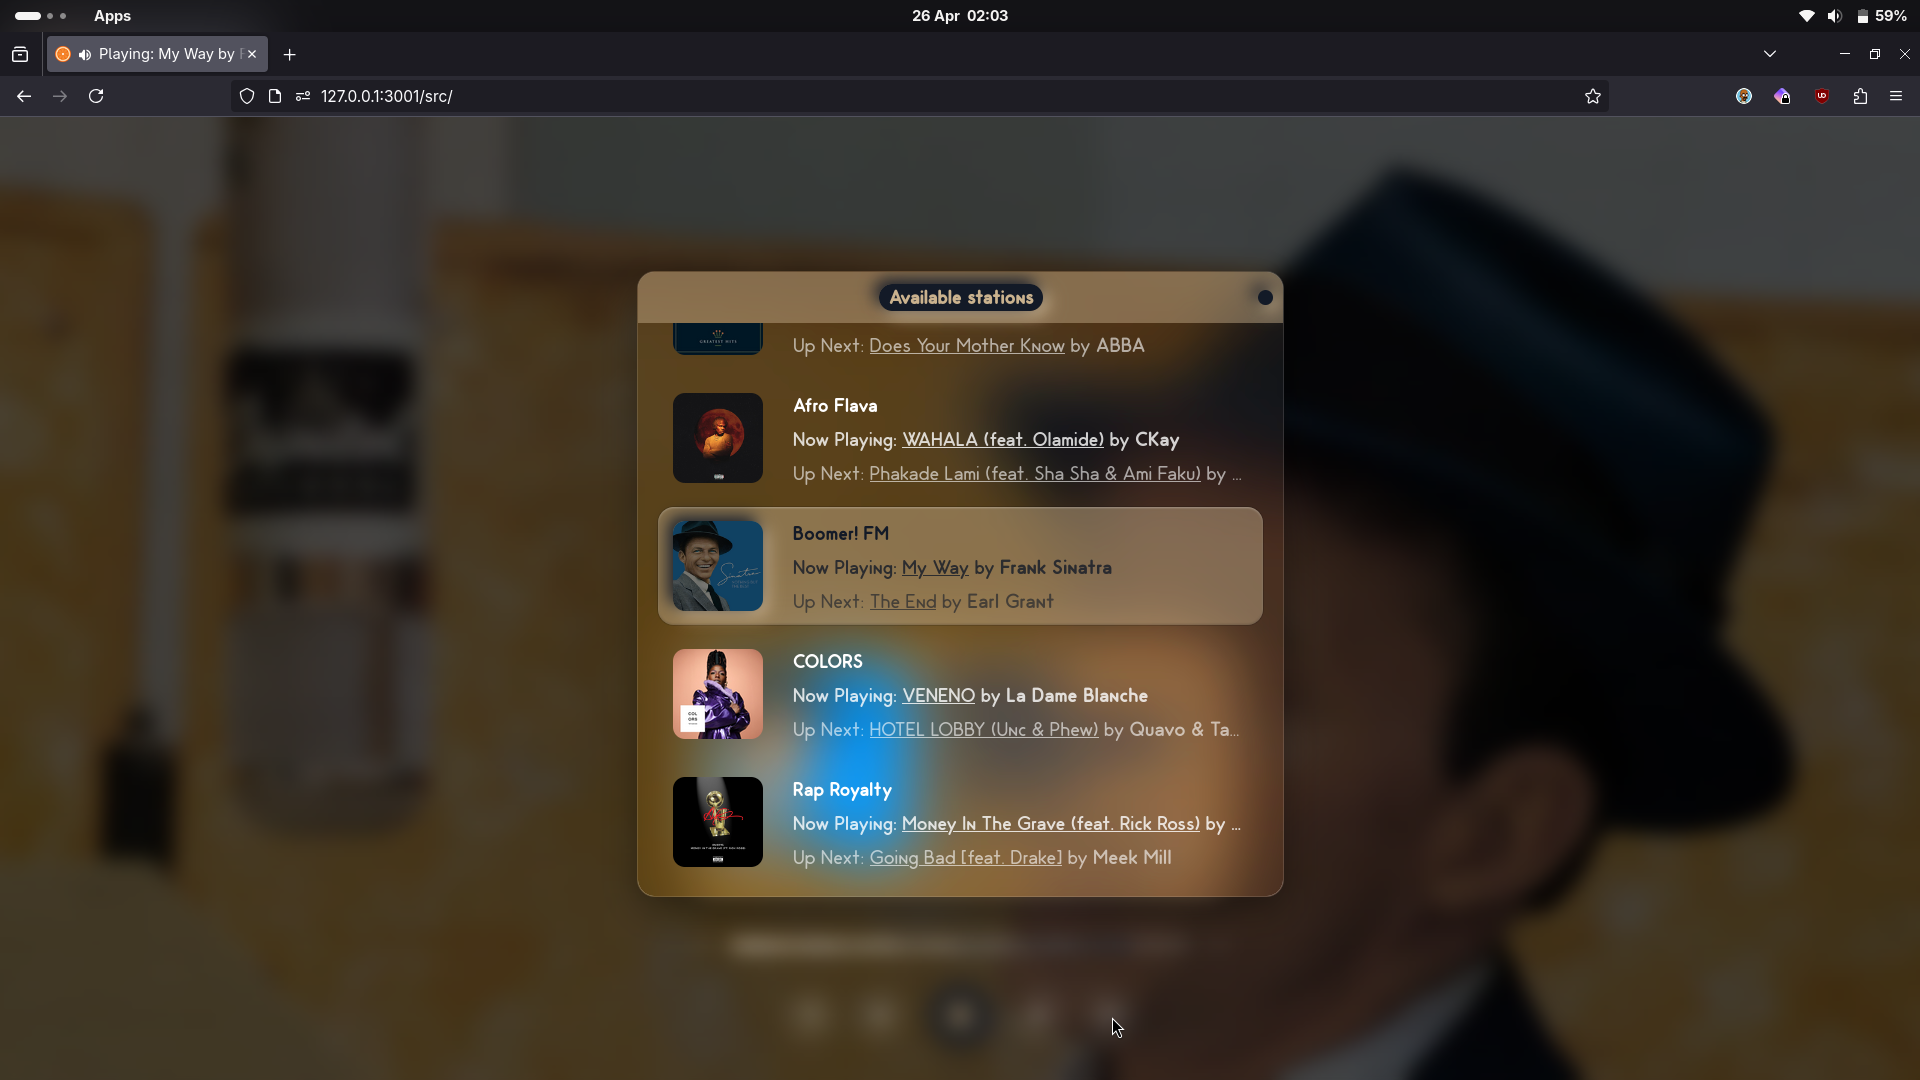 Apps
26 Apr 02:03
59%
Playing: My Way by
127.0.0.1:3001/src/
Available stations
GREATEST HITS
Up Next: Does Your Mother Know by ABBA
Afro Flava
Now Playing: WAHALA (feat. Olamide) by CKay
Up Next: Phakade Lami (feat. Sha Sha & Ami Faku) by ...
Boomer! FM
Now Playing: My Way by Frank Sinatra
Up Next: The End by Earl Grant
Sinatra
COLORS
Now Playing: VENENO by La Dame Blanche
Up Next: HOTEL LOBBY (Unc & Phew) by Quavo & Ta...
COL
ORS
Rap Royalty
Now Playing: Money In The Grave (feat. Rick Ross) by ...
Up Next: Going Bad [feat. Drake] by Meek Mill